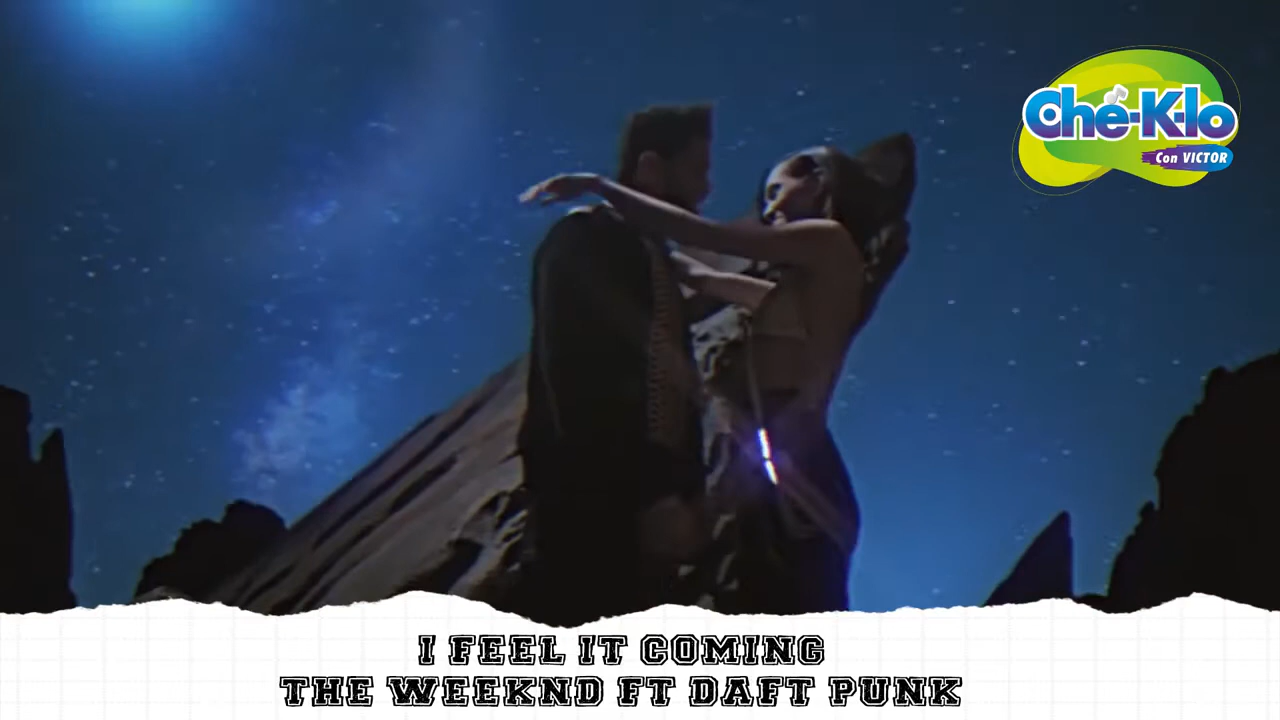 Ché-K-lo
Con VICTOR
I FEEL IT COMING
THE WEEKND FT DAFT PUNK